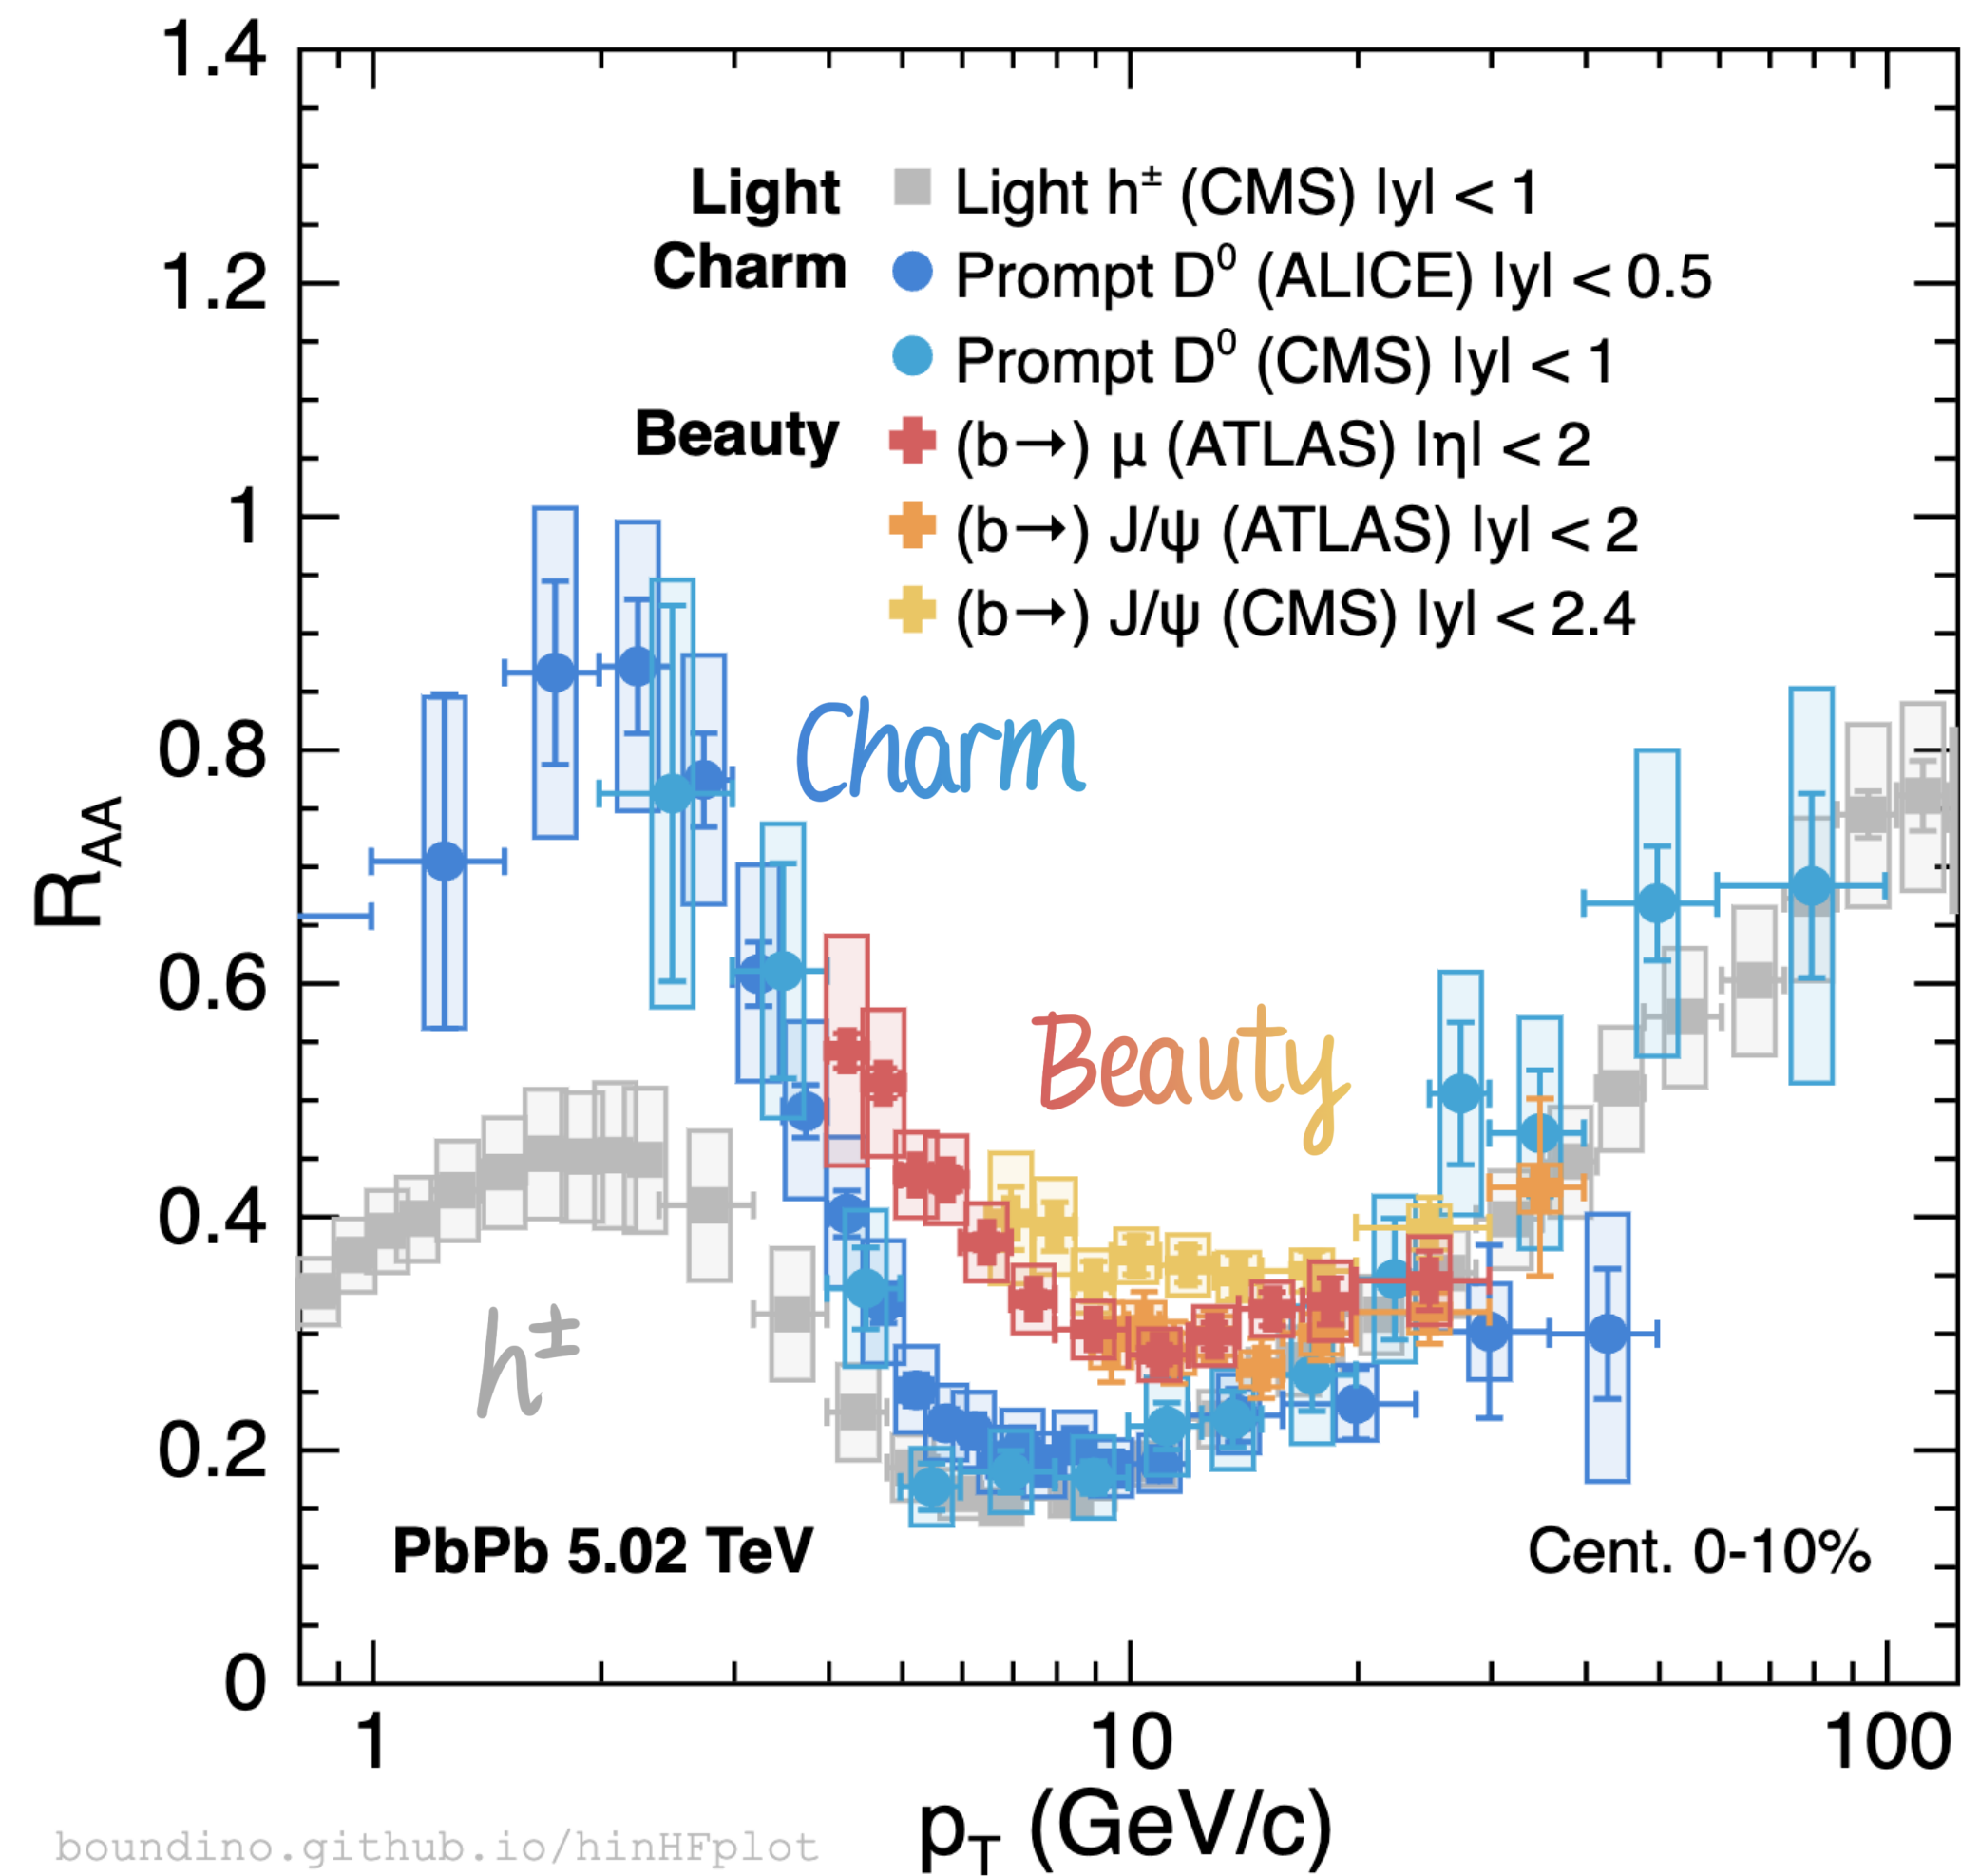 1.4
1.2
1
0.8
0.6
0.4
0.2
0
R_AA
Light
Light h± (CMS) |y| < 1
Charm
Prompt D⁰ (ALICE) |y| < 0.5
Prompt D⁰ (CMS) |y| < 1
Beauty
(b→) μ (ATLAS) |η| < 2
(b→) J/ψ (ATLAS) |y| < 2
(b→) J/ψ (CMS) |y| < 2.4
Charm
Beauty
h±
PbPb 5.02 TeV
Cent. 0-10%
1
10
100
p_T (GeV/c)
boundino.github.io/hinHFplot